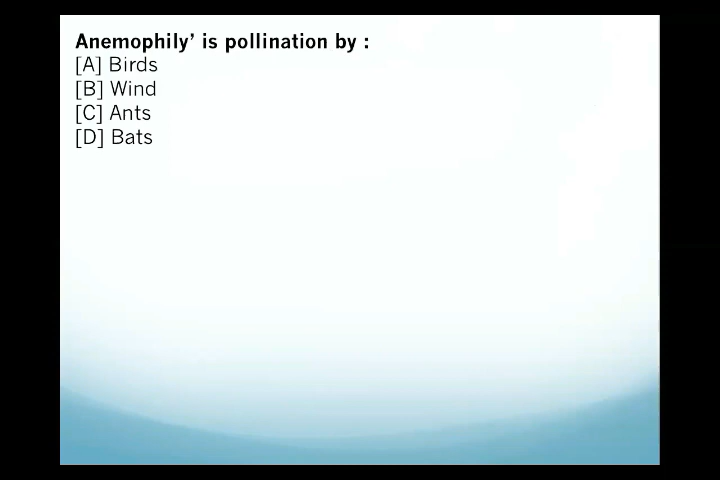 Anemophily’ is pollination by :
[A] Birds
[B] Wind
[C] Ants
[D] Bats